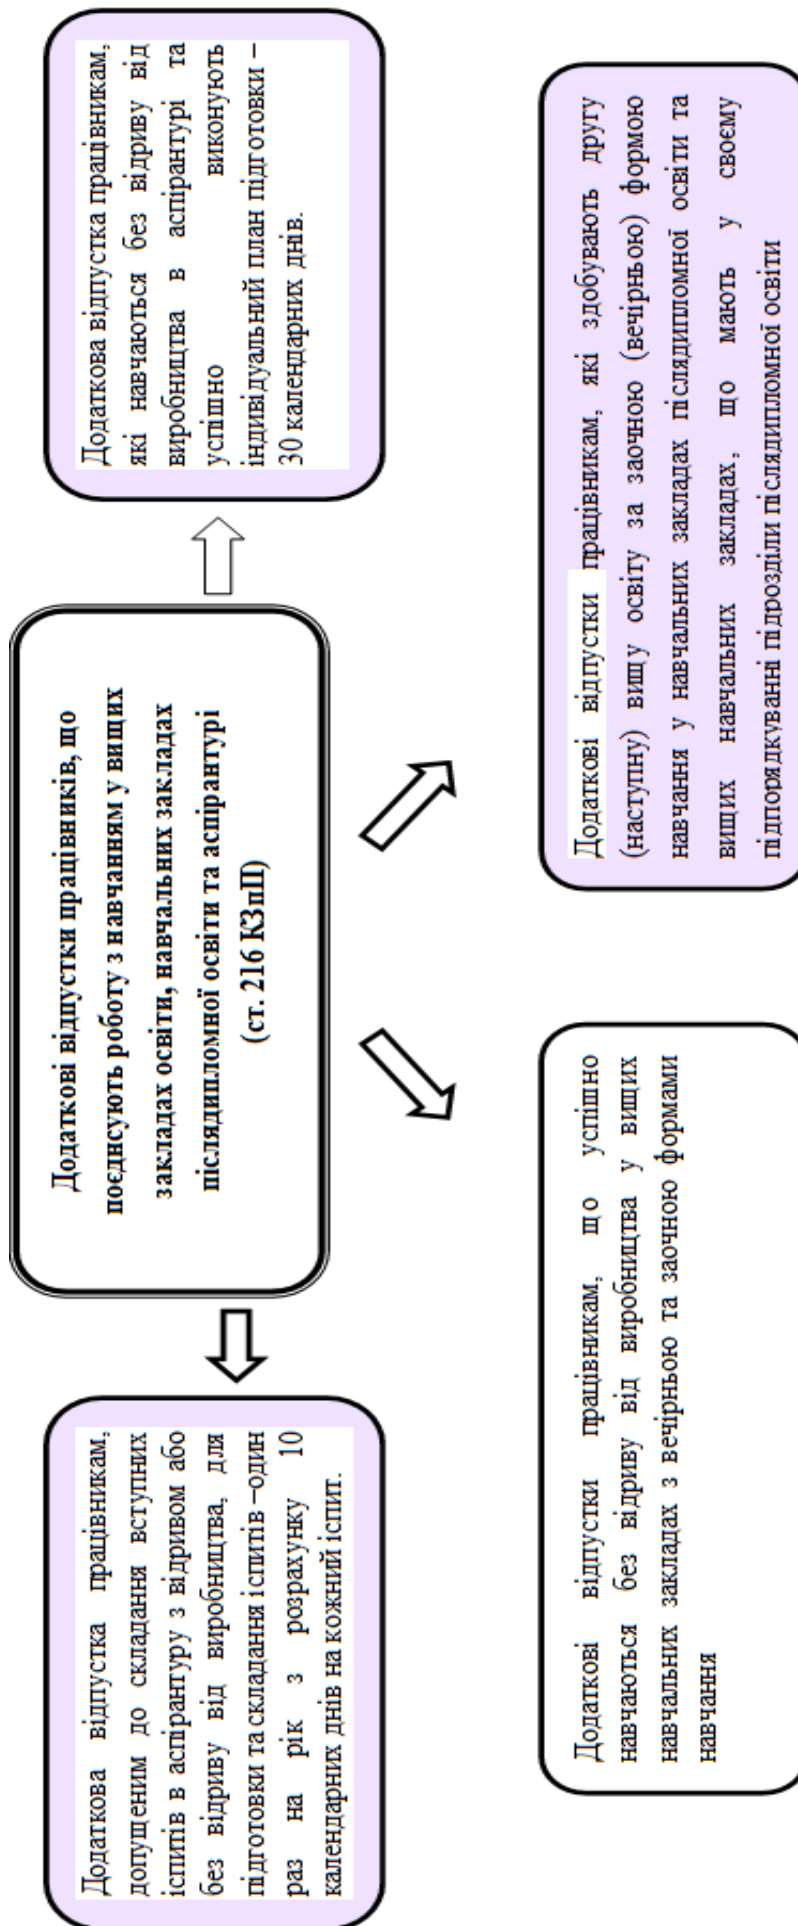 Додаткові відпустки працівників, що
поєднсують роботу з навчанням у вищих
закладах освіти, навчальних закладах
післядипломної освіти та аспірантурі
(ст. 216 КЗпП)
Додаткова відпустка працівникам,
допущеним до складання вступних
іспитів в аспірантуру з відривом або
без відриву від виробництва, для
підготовки та складання іспитів –один
раз на рік з розрахунку 10
календарних днів на кожний іспит.
Додаткова відпустка працівникам,
які навчаються без відриву від
виробництва в аспірантурі та
успішно виконують
індивідуальний план підготовки –
30 календарних днів.
Додаткові відпустки працівникам, що успішно
навчаються без відриву від виробництва у вищих
навчальних закладах з вечірньою та заочною формами
навчання
Додаткові відпустки працівникам, які здобувають другу
(наступну) вищу освіту за заочною (вечірньою) формою
навчання у навчальних закладах післядипломної освіти та
вищих навчальних закладах, що мають у своєму
підпорядкуванні підрозділи післядипломної освіти